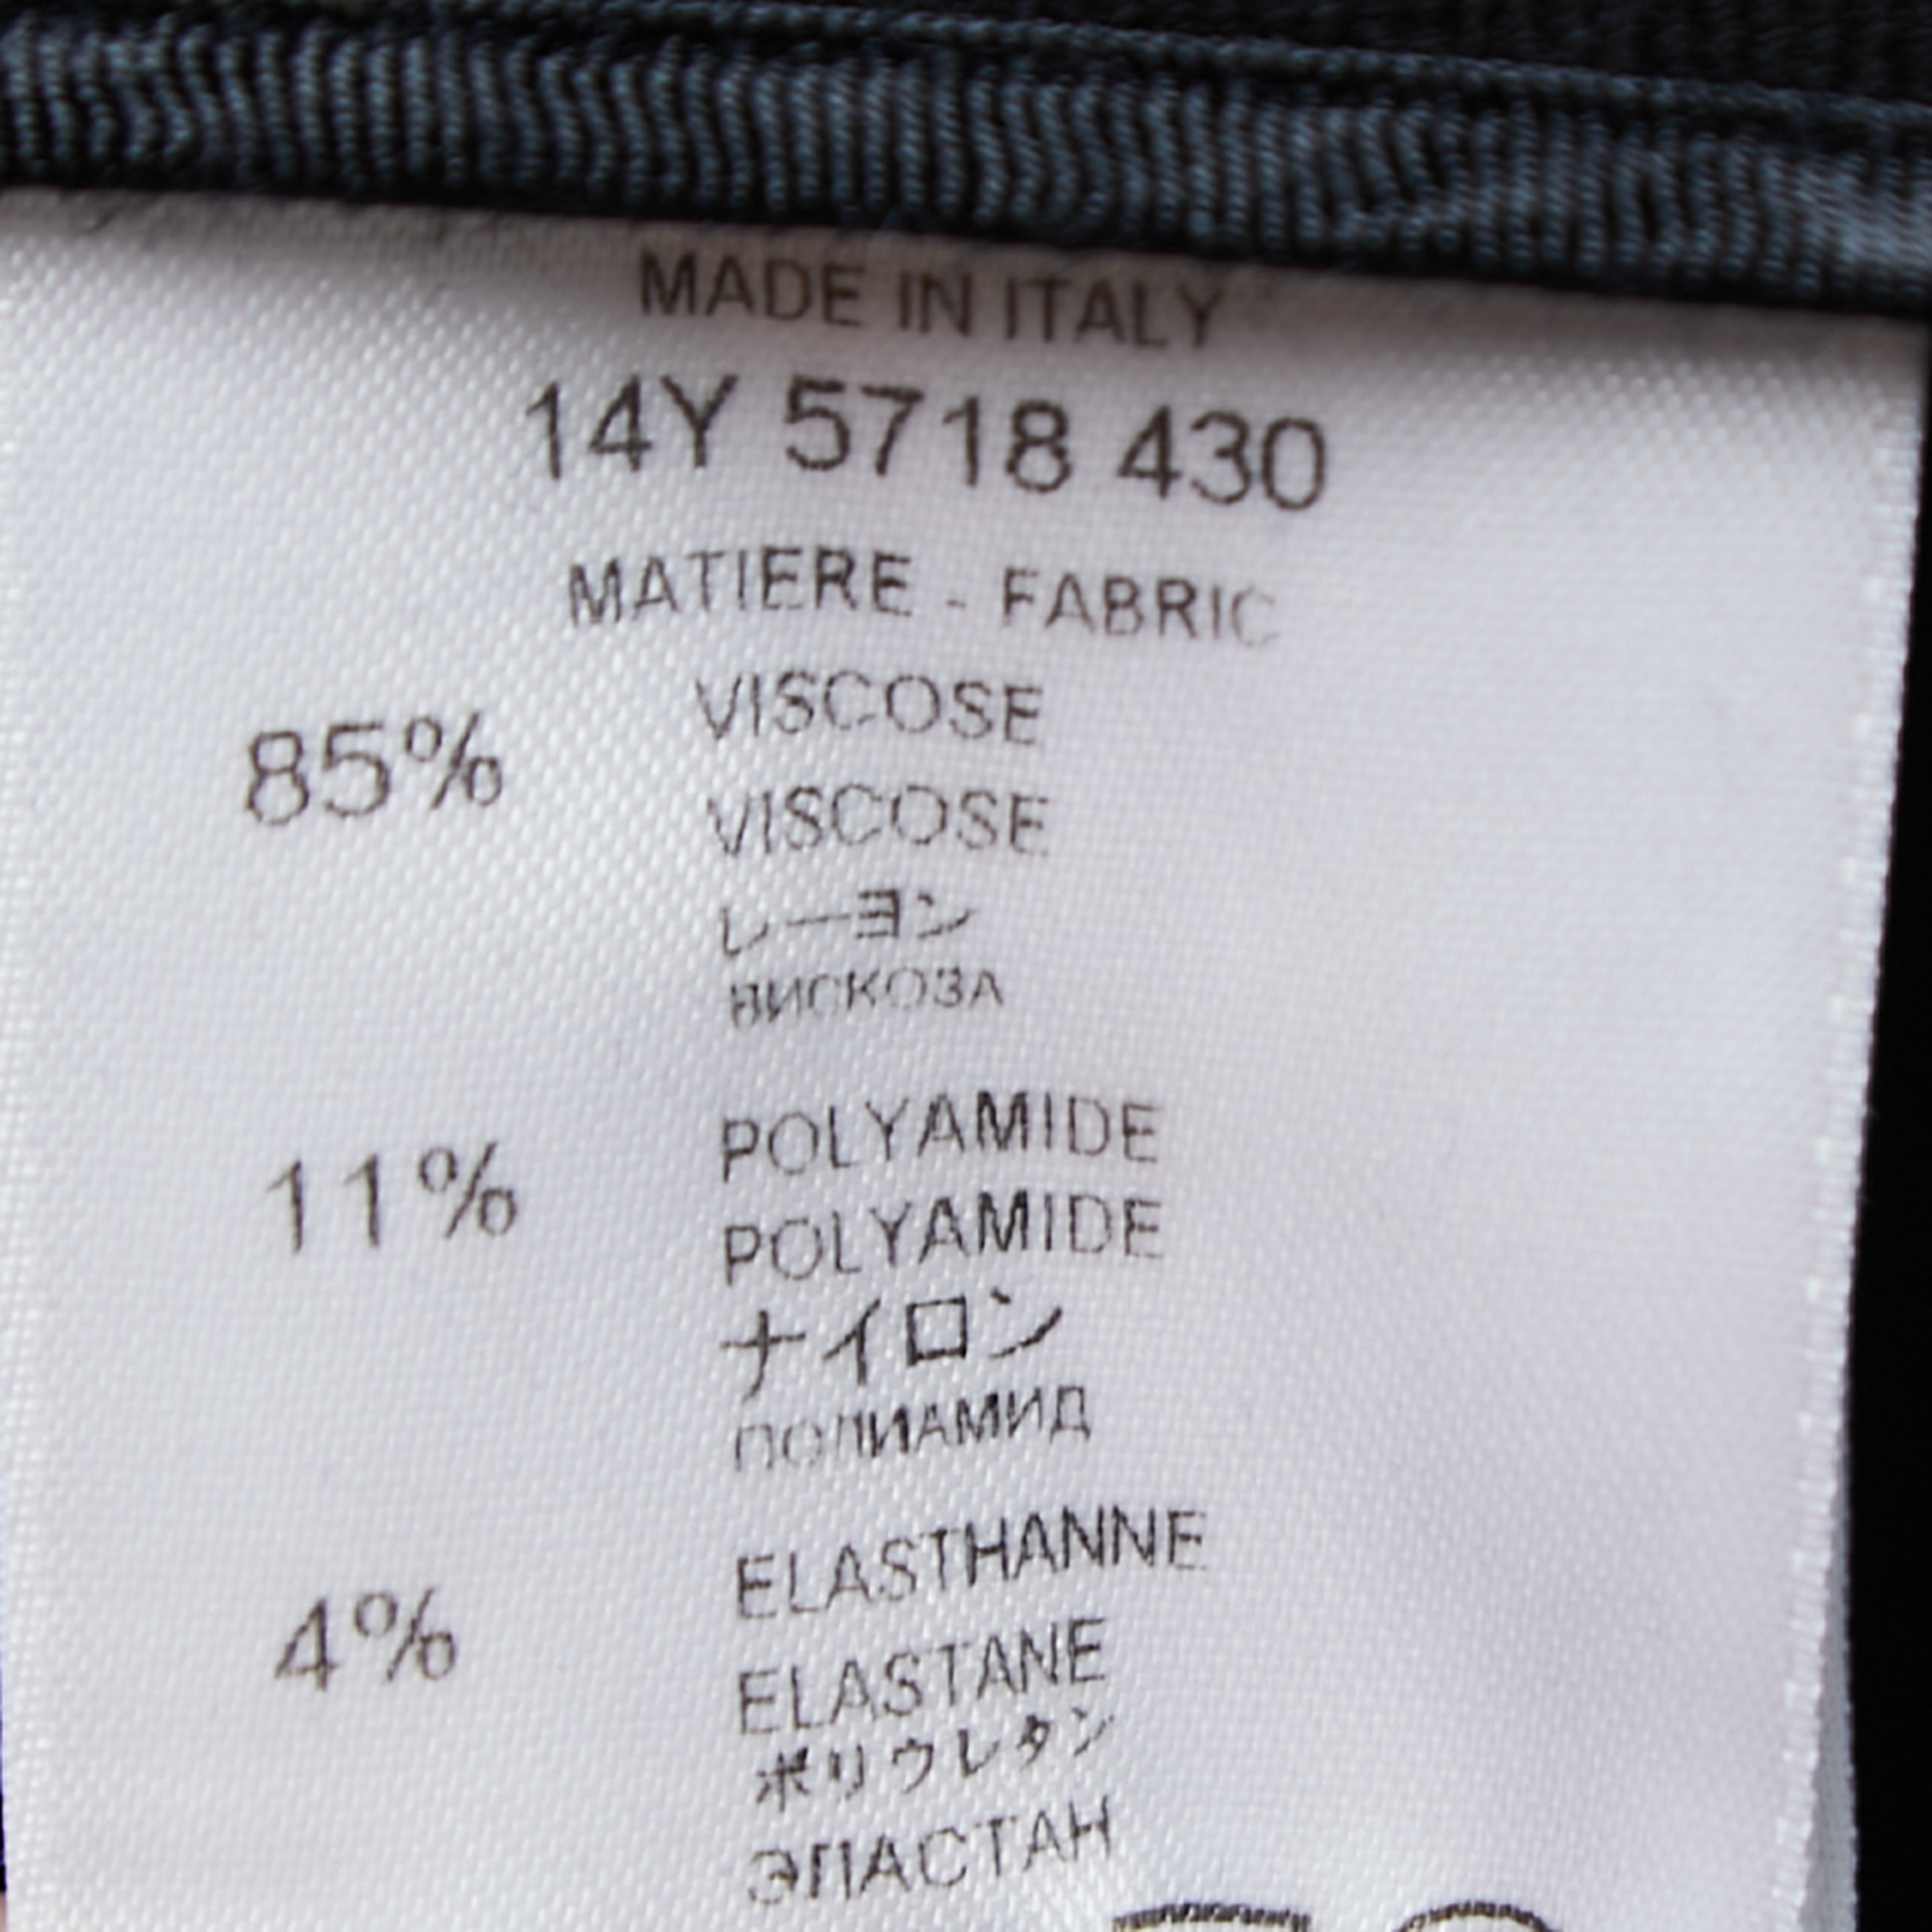 MADE IN ITALY
14Y 5718 430
MATIERE - FABRIC
85%
VISCOSE
VISCOSE
レーヨン
ВИСКОЗА
11%
POLYAMIDE
POLYAMIDE
ナイロン
ПОЛИАМИД
4%
ELASTHANNE
ELASTANE
ポリウレタン
ЭЛАСТАН